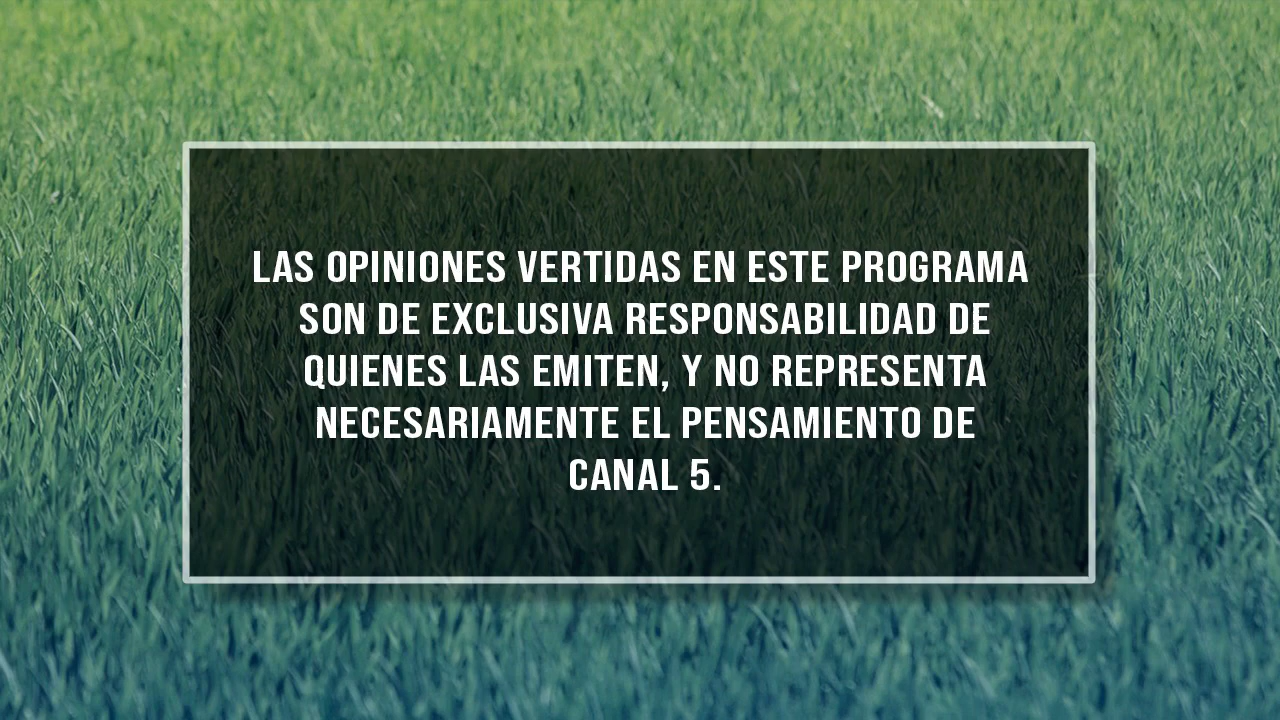 LAS OPINIONES VERTIDAS EN ESTE PROGRAMA
SON DE EXCLUSIVA RESPONSABILIDAD DE
QUIENES LAS EMITEN, Y NO REPRESENTA
NECESARIAMENTE EL PENSAMIENTO DE
CANAL 5.